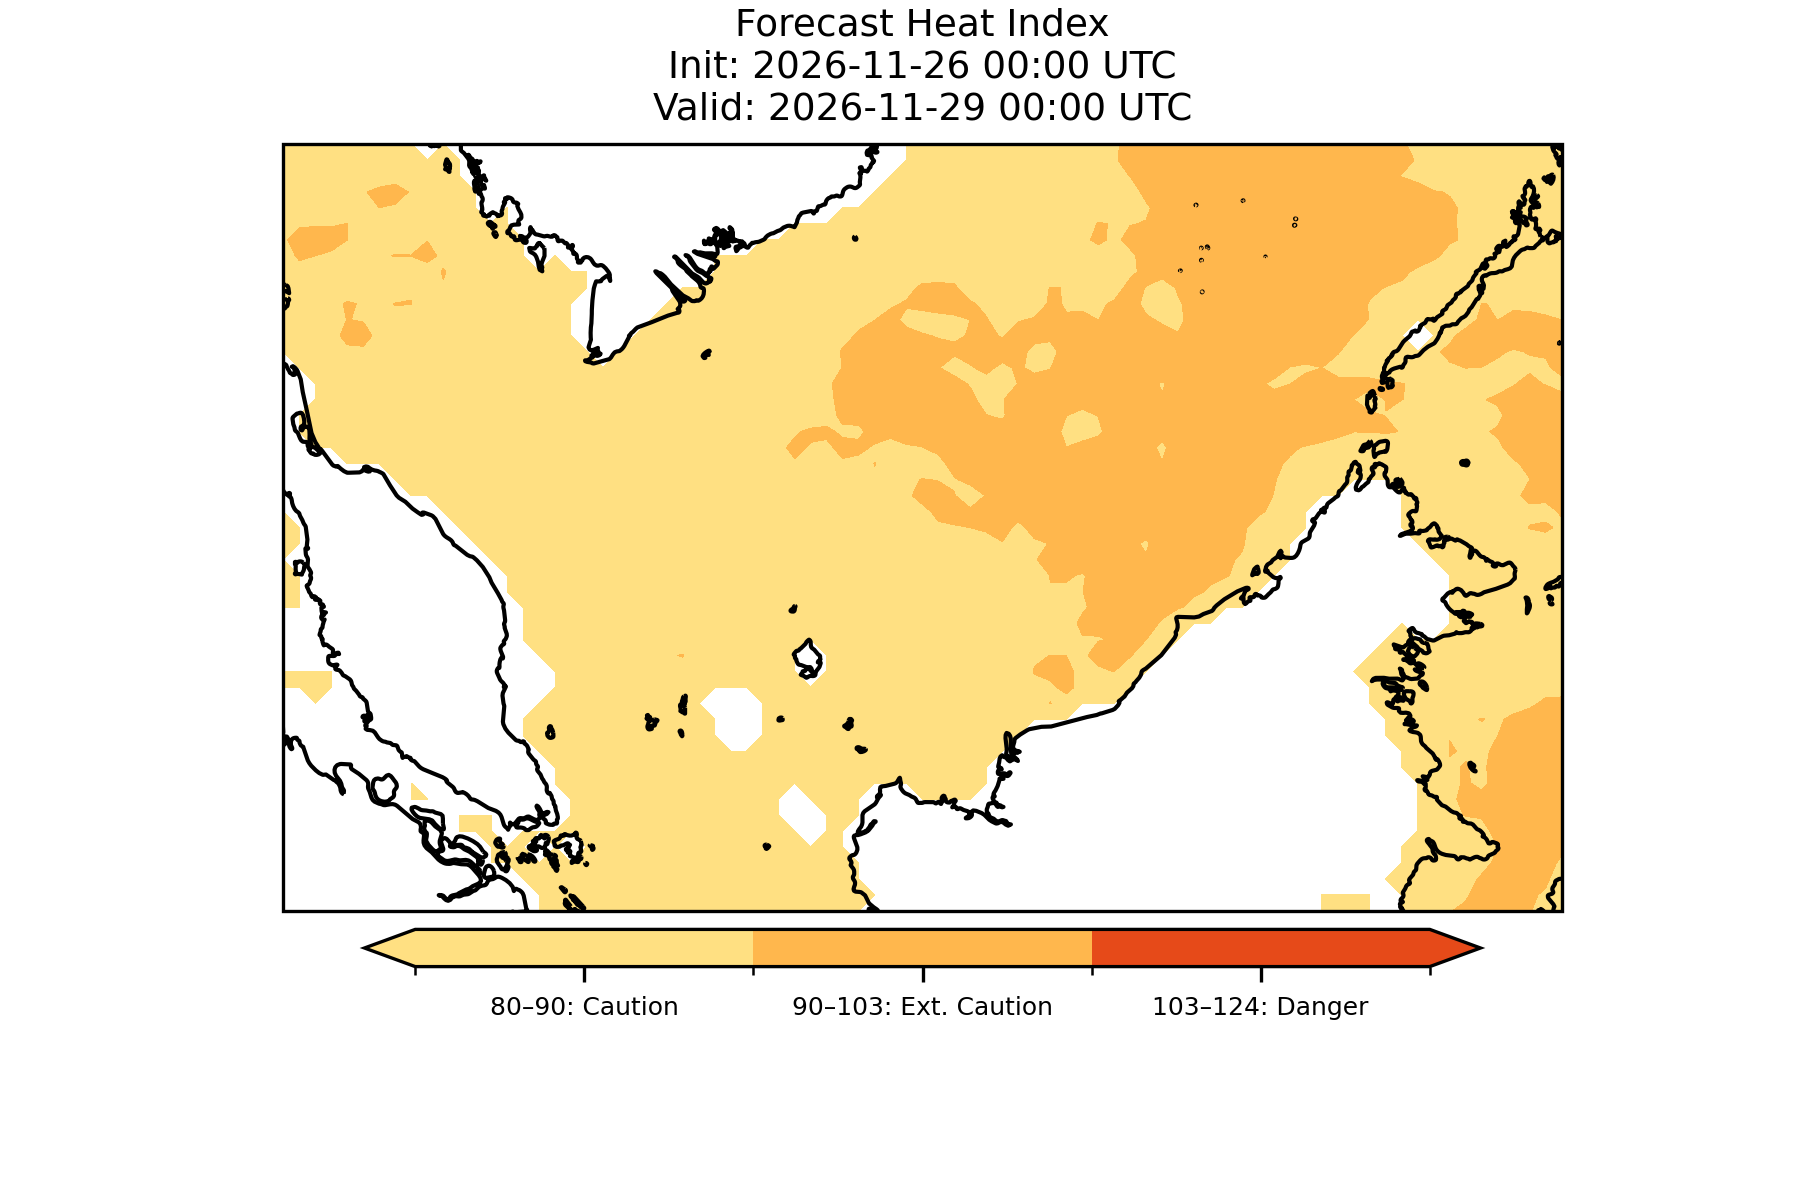 Forecast Heat Index
Init: 2026-11-26 00:00 UTC
Valid: 2026-11-29 00:00 UTC
80–90: Caution
90–103: Ext. Caution
103–124: Danger